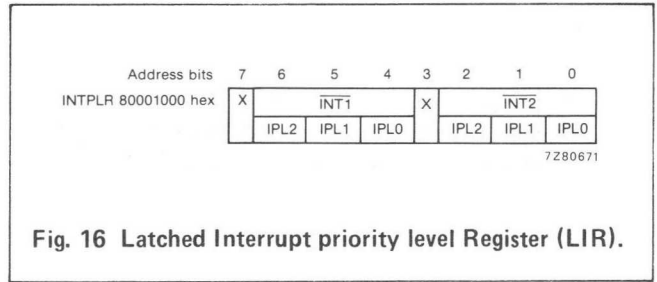 Address bits 7 6 5 4 3 2 1 0
INTPLR 80001000 hex X INT1 X INT2
IPL2 IPL1 IPL0 IPL2 IPL1 IPL0
7Z80671
Fig. 16 Latched Interrupt priority level Register (LIR).